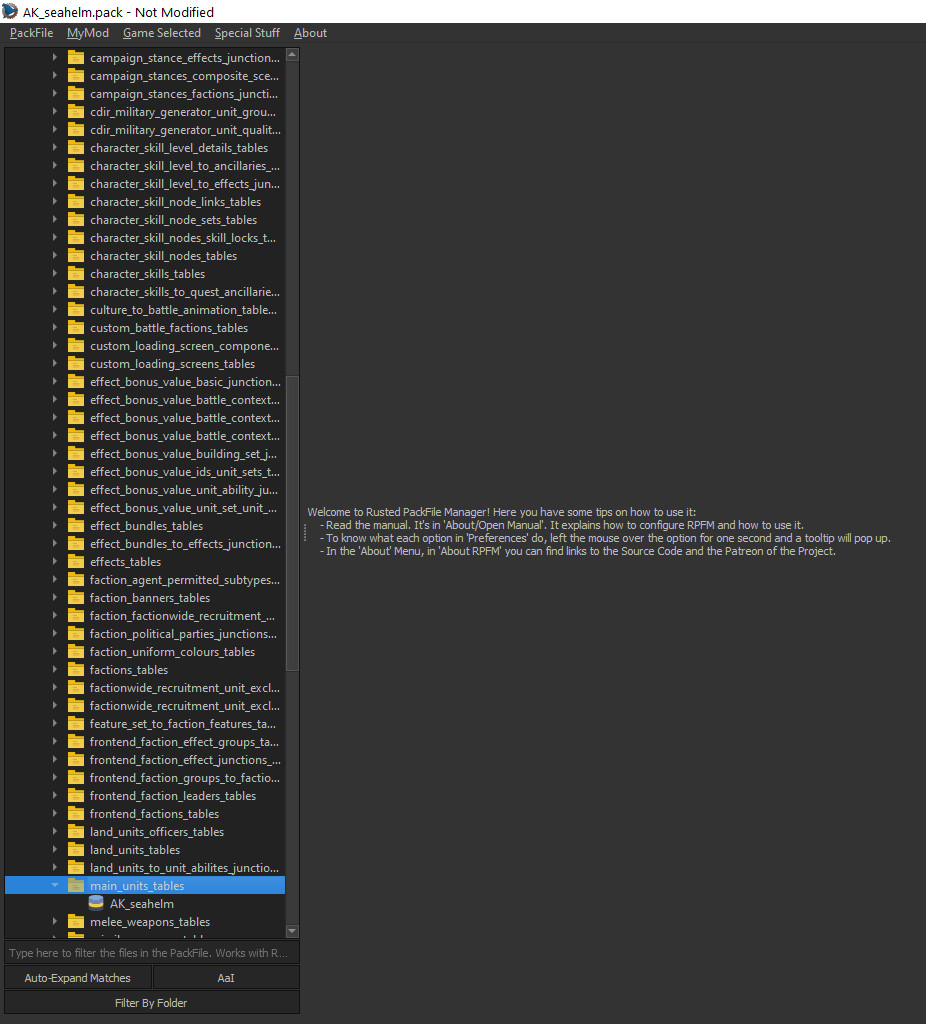 AK_seahelm.pack - Not Modified
PackFile MyMod Game Selected Special Stuff About
campaign_stance_effects_junction...
campaign_stances_composite_sce...
campaign_stances_factions_juncti...
cdir_military_generator_unit_grou...
cdir_military_generator_unit_qualit...
character_skill_level_details_tables
character_skill_level_to_ancillaries_...
character_skill_level_to_effects_jun...
character_skill_node_links_tables
character_skill_node_sets_tables
character_skill_nodes_skill_locks_t...
character_skill_nodes_tables
character_skills_tables
character_skills_to_quest_ancillarie...
culture_to_battle_animation_table...
custom_battle_factions_tables
custom_loading_screen_compone...
custom_loading_screens_tables
effect_bonus_value_basic_junction...
effect_bonus_value_battle_context...
effect_bonus_value_battle_context...
effect_bonus_value_battle_context...
effect_bonus_value_building_set_j...
effect_bonus_value_ids_unit_sets_t...
effect_bonus_value_unit_ability_ju...
effect_bonus_value_unit_set_unit_...
effect_bundles_tables
effect_bundles_to_effects_junction...
effects_tables
faction_agent_permitted_subtypes...
faction_banners_tables
faction_factionwide_recruitment_...
faction_political_parties_junctions...
faction_uniform_colours_tables
factions_tables
factionwide_recruitment_unit_excl...
factionwide_recruitment_unit_excl...
feature_set_to_faction_features_ta...
frontend_faction_effect_groups_ta...
frontend_faction_effect_junctions_...
frontend_faction_groups_to_factio...
frontend_faction_leaders_tables
frontend_factions_tables
land_units_officers_tables
land_units_tables
land_units_to_unit_abilites_junctio...
main_units_tables
AK_seahelm
melee_weapons_tables
Type here to filter the files in the PackFile. Works with R...
Auto-Expand Matches AaI
Filter By Folder
Welcome to Rusted PackFile Manager! Here you have some tips on how to use it:
- Read the manual. It's in 'About/Open Manual'. It explains how to configure RPFM and how to use it.
- To know what each option in 'Preferences' do, left the mouse over the option for one second and a tooltip will pop up.
- In the 'About' Menu, in 'About RPFM' you can find links to the Source Code and the Patreon of the Project.